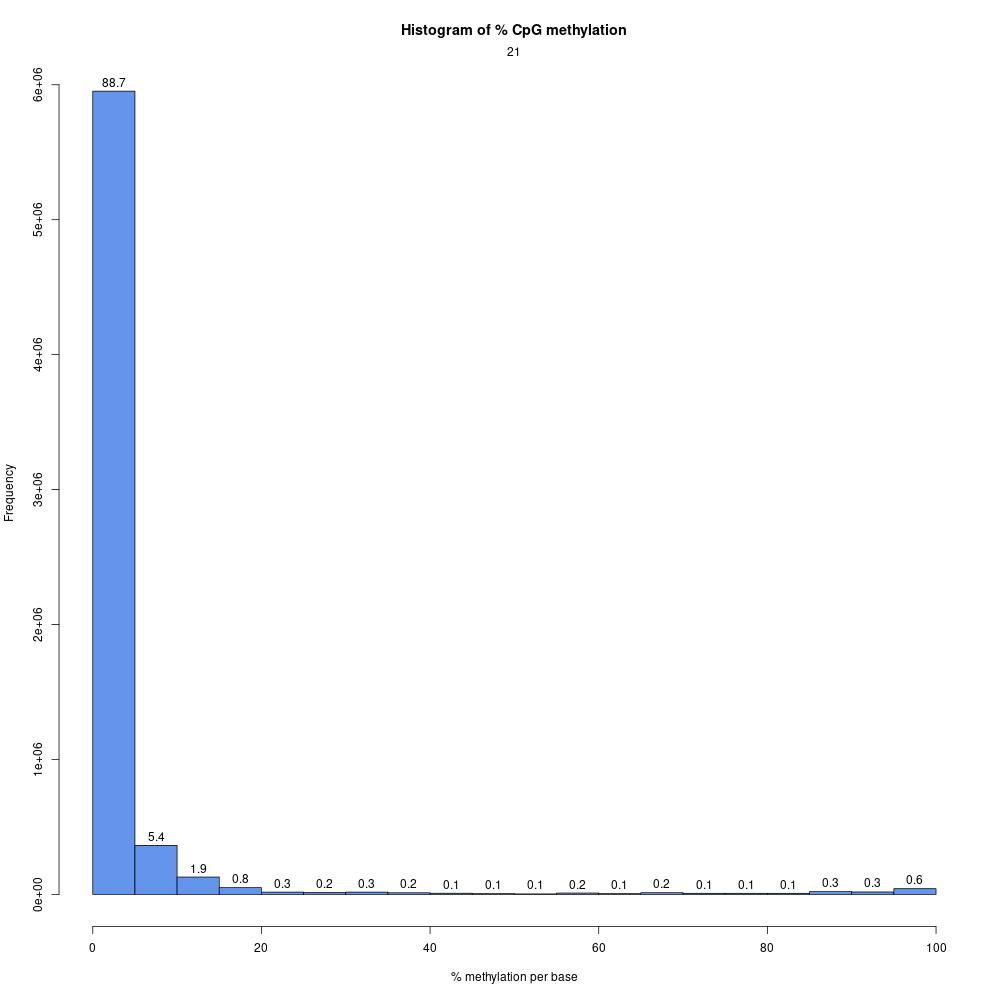 Histogram of % CpG methylation
21
6e+06
5e+06
4e+06
3e+06
2e+06
1e+06
0e+00
Frequency
88.7
5.4
1.9
0.8
0.3
0.2
0.3
0.2
0.1
0.1
0.1
0.2
0.1
0.2
0.1
0.1
0.1
0.3
0.3
0.6
0 20 40 60 80 100
% methylation per base